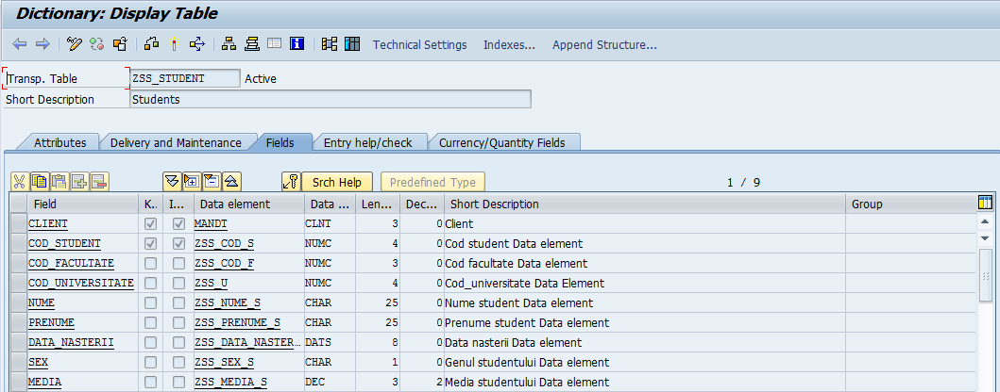 Dictionary: Display Table
Technical Settings Indexes... Append Structure...
Transp. Table ZSS_STUDENT Active
Short Description Students
Attributes Delivery and Maintenance Fields Entry help/check Currency/Quantity Fields
Srch Help Predefined Type 1 / 9
Field K.. I... Data element Data ... Len... Dec... Short Description Group
CLIENT MANDT CLNT 3 0 Client
COD_STUDENT ZSS_COD_S NUMC 4 0 Cod student Data element
COD_FACULTATE ZSS_COD_F NUMC 3 0 Cod facultate Data element
COD_UNIVERSITATE ZSS_U NUMC 4 0 Cod_universitate Data Element
NUME ZSS_NUME_S CHAR 25 0 Nume student Data element
PRENUME ZSS_PRENUME_S CHAR 25 0 Prenume student Data element
DATA_NASTERII ZSS_DATA_NASTER... DATS 8 0 Data nasterii Data element
SEX ZSS_SEX_S CHAR 1 0 Genul studentului Data element
MEDIA ZSS_MEDIA_S DEC 3 2 Media studentului Data element